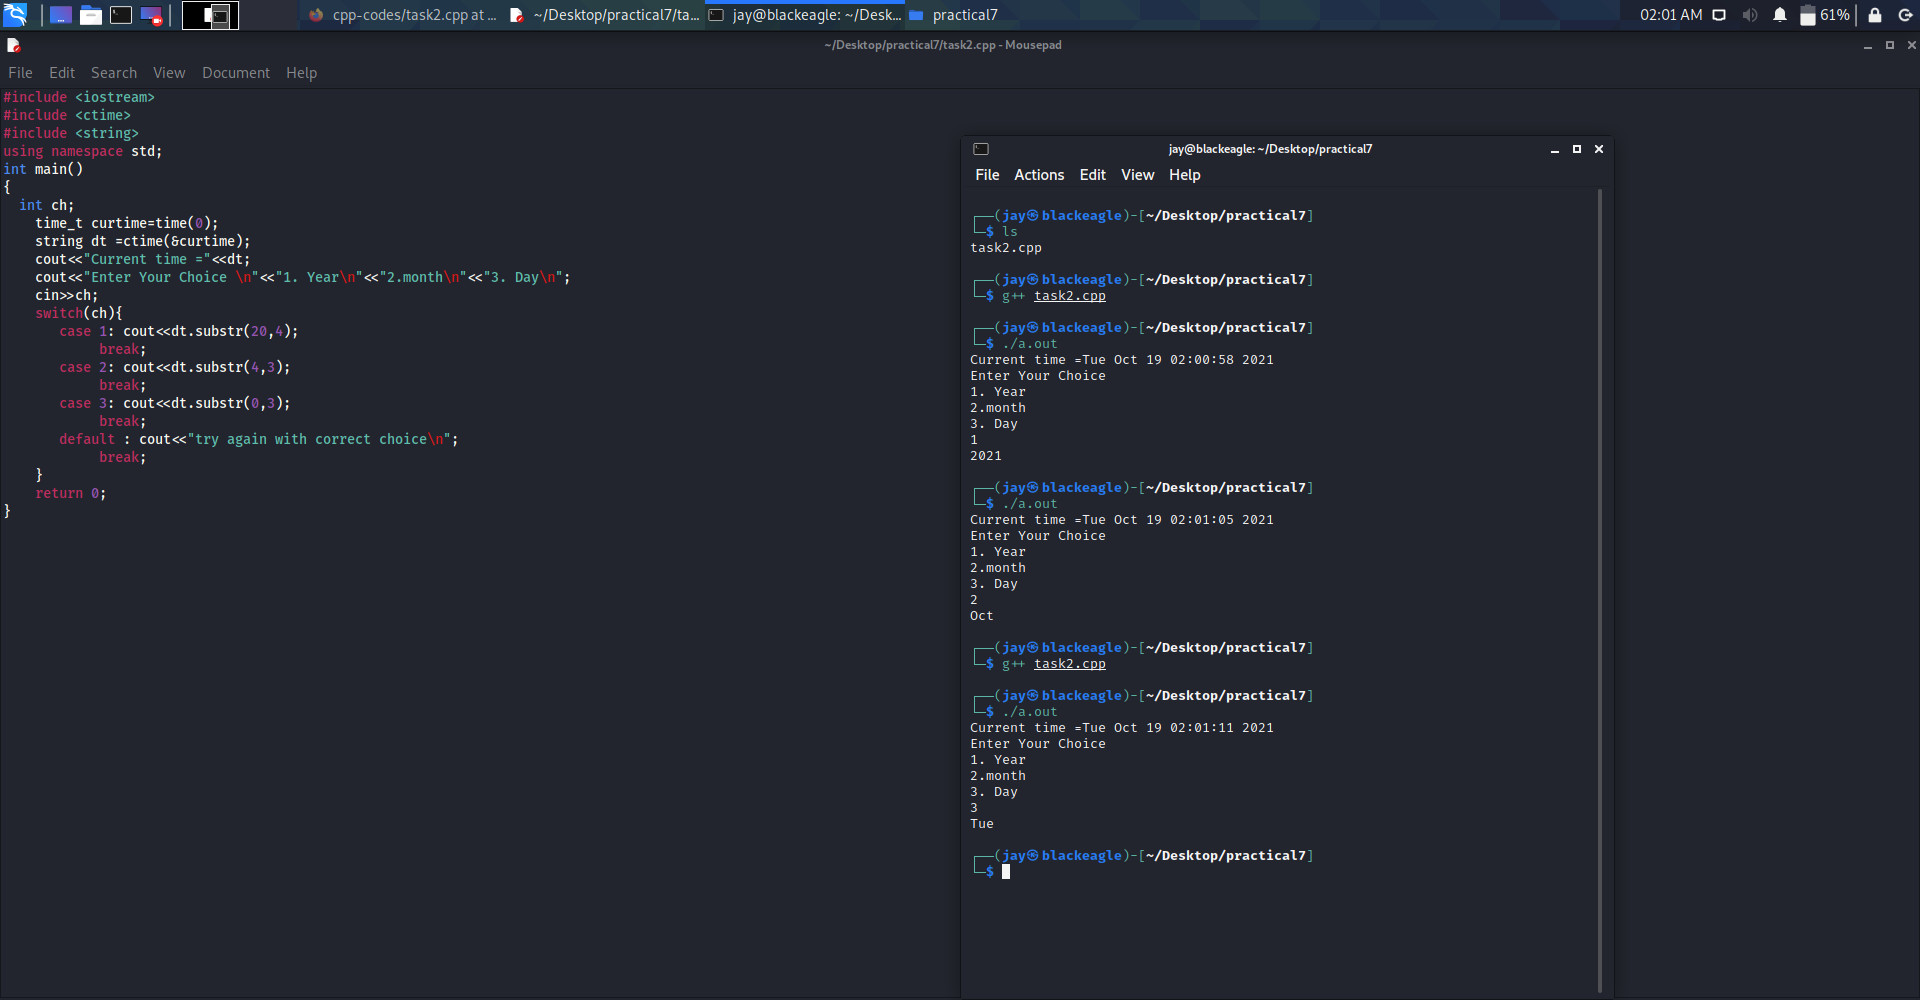 cpp-codes/task2.cpp at ...
~/Desktop/practical7/ta...
jay@blackeagle: ~/Desk...
practical7
02:01 AM
61%
~/Desktop/practical7/task2.cpp - Mousepad
File Edit Search View Document Help
#include <iostream>
#include <ctime>
#include <string>
using namespace std;
int main()
{
  int ch;
    time_t curtime=time(0);
    string dt =ctime(&curtime);
    cout<<"Current time ="<<dt;
    cout<<"Enter Your Choice \n"<<"1. Year\n"<<"2.month\n"<<"3. Day\n";
    cin>>ch;
    switch(ch){
       case 1: cout<<dt.substr(20,4);
            break;
       case 2: cout<<dt.substr(4,3);
            break;
       case 3: cout<<dt.substr(0,3);
            break;
       default : cout<<"try again with correct choice\n";
            break;
    }
    return 0;
}
jay@blackeagle: ~/Desktop/practical7
File Actions Edit View Help
┌──(jay㉿blackeagle)-[~/Desktop/practical7]
└─$ ls
task2.cpp
┌──(jay㉿blackeagle)-[~/Desktop/practical7]
└─$ g++ task2.cpp
┌──(jay㉿blackeagle)-[~/Desktop/practical7]
└─$ ./a.out
Current time =Tue Oct 19 02:00:58 2021
Enter Your Choice
1. Year
2.month
3. Day
1
2021
┌──(jay㉿blackeagle)-[~/Desktop/practical7]
└─$ ./a.out
Current time =Tue Oct 19 02:01:05 2021
Enter Your Choice
1. Year
2.month
3. Day
2
Oct
┌──(jay㉿blackeagle)-[~/Desktop/practical7]
└─$ g++ task2.cpp
┌──(jay㉿blackeagle)-[~/Desktop/practical7]
└─$ ./a.out
Current time =Tue Oct 19 02:01:11 2021
Enter Your Choice
1. Year
2.month
3. Day
3
Tue
┌──(jay㉿blackeagle)-[~/Desktop/practical7]
└─$